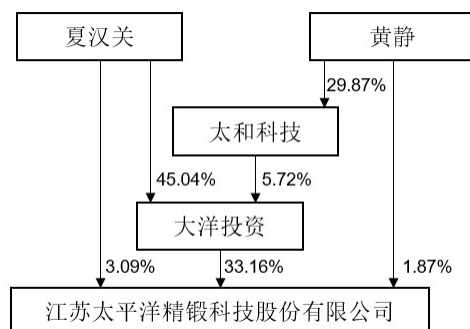 夏汉关 黄静
29.87%
太和科技
45.04% 5.72%
大洋投资
3.09% 33.16% 1.87%
江苏太平洋精锻科技股份有限公司